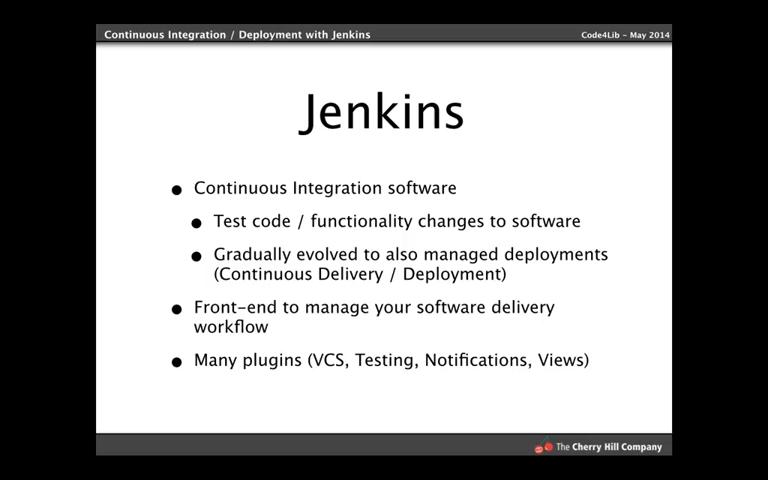 Continuous Integration / Deployment with Jenkins
Code4Lib - May 2014
Jenkins
• Continuous Integration software
• Test code / functionality changes to software
• Gradually evolved to also managed deployments
(Continuous Delivery / Deployment)
• Front-end to manage your software delivery
workflow
• Many plugins (VCS, Testing, Notifications, Views)
The Cherry Hill Company